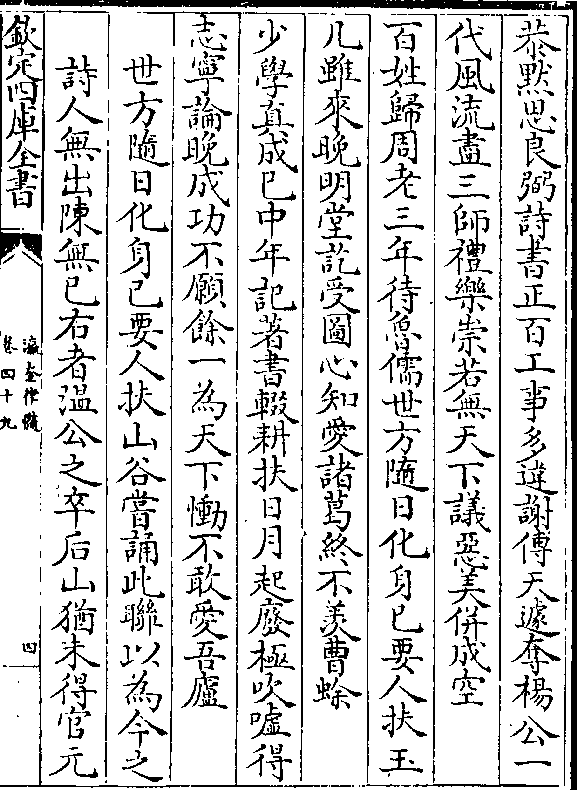 恭默思良弼詩書正百工事多違謝傅天遽奪楊公一
代風流盡三師禮樂崇若無天下議惡美併成空
百姓歸周老三年待魯儒世方隨日化身已要人扶玉
几雖來晚明堂訖受圖心知愛諸葛終不羨曹蜍
少學真成已中年記著書輟耕扶日月起廢極吹嘘得
志寧論晚成功不願餘一為天下慟不敢愛吾廬
世方隨日化身已要人扶山谷嘗誦此聯以為今之
詩人無出陳無已右者温公之卒后山猶未得官元
欽定四庫全書
瀛奎律髓
卷四十九
四